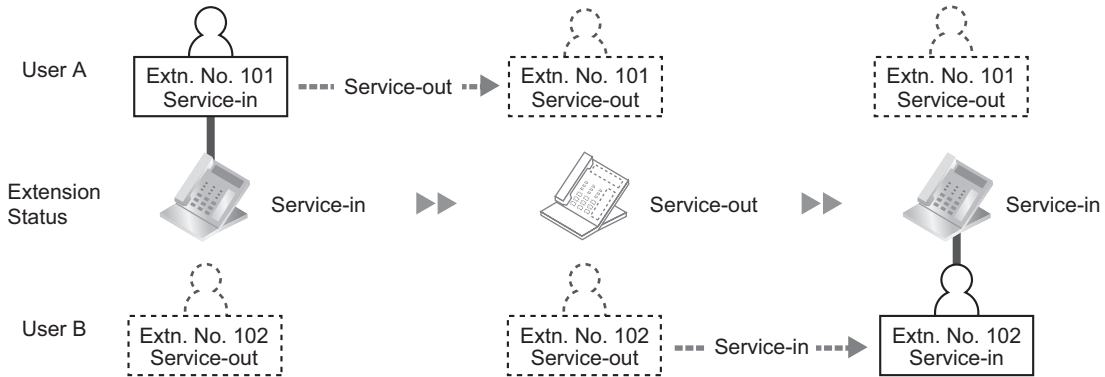 User A
Extn. No. 101
Service-in
Service-out
Extn. No. 101
Service-out
Extn. No. 101
Service-out
Extension
Status
Service-in
Service-out
Service-in
User B
Extn. No. 102
Service-out
Extn. No. 102
Service-out
Service-in
Extn. No. 102
Service-in